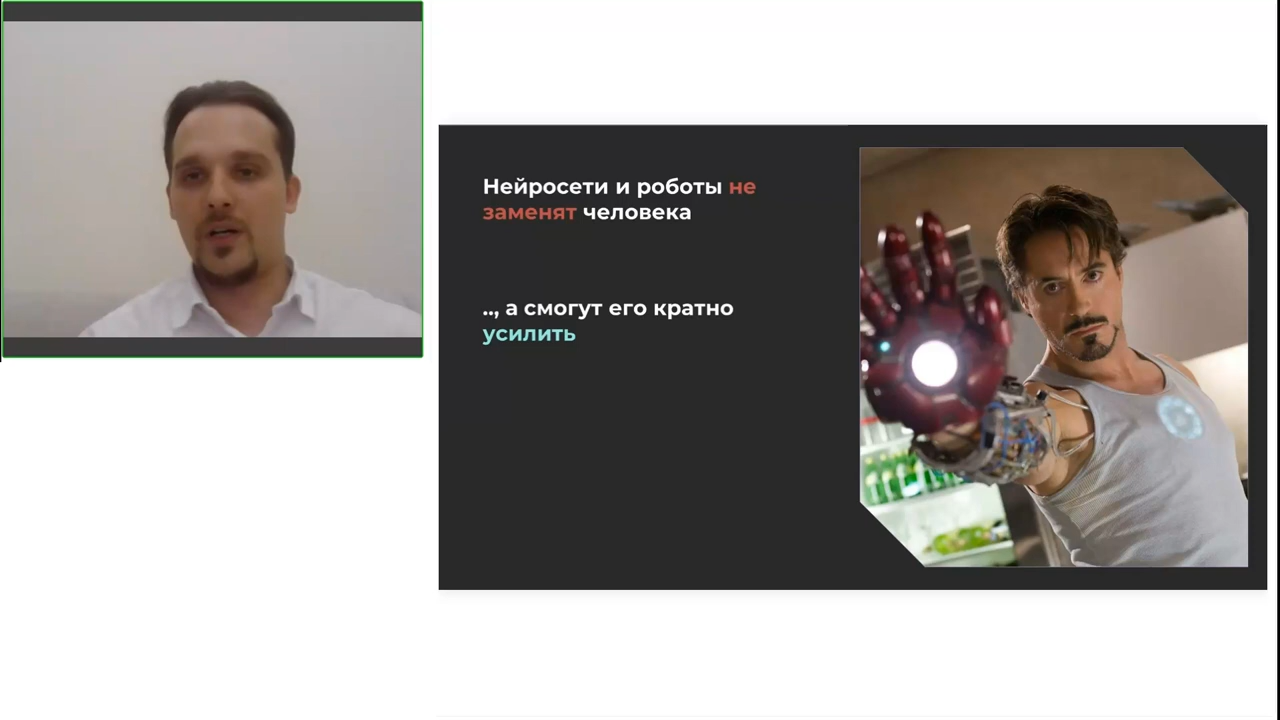 Нейросети и роботы не
заменят человека
.., а смогут его кратно
усилить